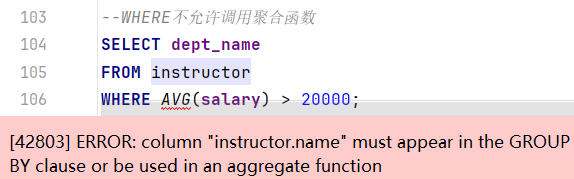 103 --WHERE不允许调用聚合函数
104 SELECT dept_name
105 FROM instructor
106 WHERE AVG(salary) > 20000;
[42803] ERROR: column "instructor.name" must appear in the GROUP
BY clause or be used in an aggregate function